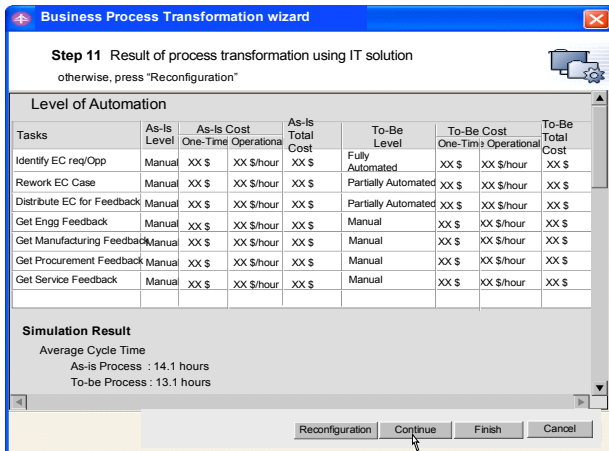 Business Process Transformation wizard
Step 11 Result of process transformation using IT solution
otherwise, press “Reconfiguration”
Level of Automation
Tasks As-Is Level As-Is Cost One-Time Operational As-Is Total Cost To-Be Level To-Be Cost One-Time Operational To-Be Total Cost
Identify EC req/Opp Manual XX $ XX $/hour XX $ Fully Automated XX $ XX $/hour XX $
Rework EC Case Manual XX $ XX $/hour XX $ Partially Automated XX $ XX $/hour XX $
Distribute EC for Feedback Manual XX $ XX $/hour XX $ Partially Automated XX $ XX $/hour XX $
Get Engg Feedback Manual XX $ XX $/hour XX $ Manual XX $ XX $/hour XX $
Get Manufacturing Feedback Manual XX $ XX $/hour XX $ Manual XX $ XX $/hour XX $
Get Procurement Feedback Manual XX $ XX $/hour XX $ Manual XX $ XX $/hour XX $
Get Service Feedback Manual XX $ XX $/hour XX $ Manual XX $ XX $/hour XX $
Simulation Result
Average Cycle Time
As-is Process : 14.1 hours
To-be Process : 13.1 hours
Reconfiguration Continue Finish Cancel